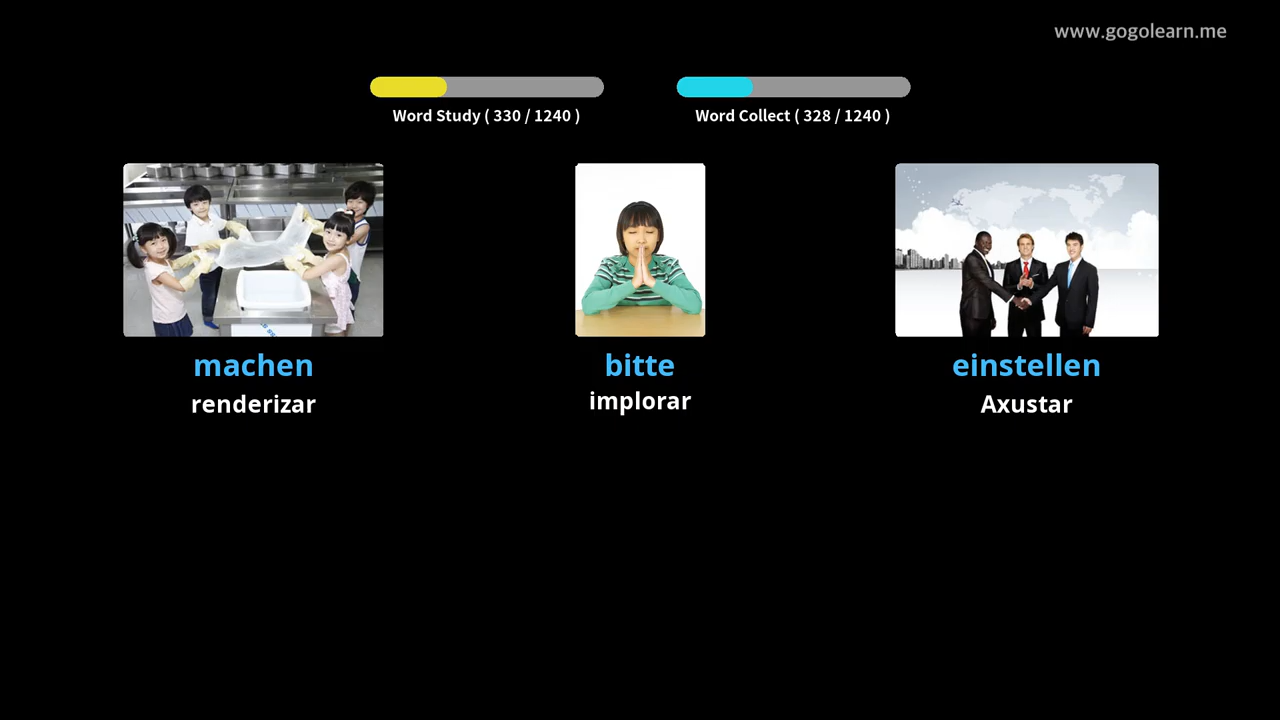 www.gogolearn.me
Word Study ( 330 / 1240 )
Word Collect ( 328 / 1240 )
machen
bitte
einstellen
renderizar
implorar
Axustar